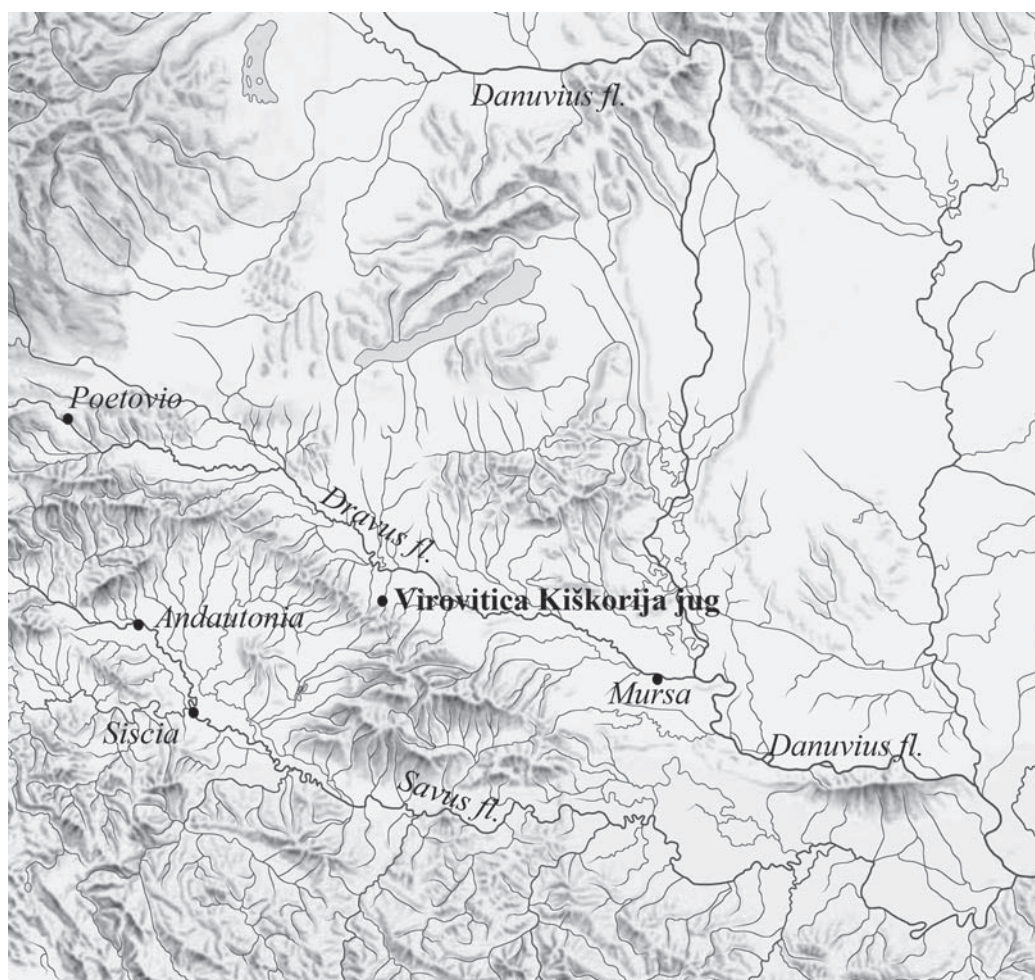 Danuvius fl.
Poetovio
Dravus fl.
Virovitica Kiškorija jug
Andautonia
Mursa
Siscia
Danuvius fl.
Savus fl.